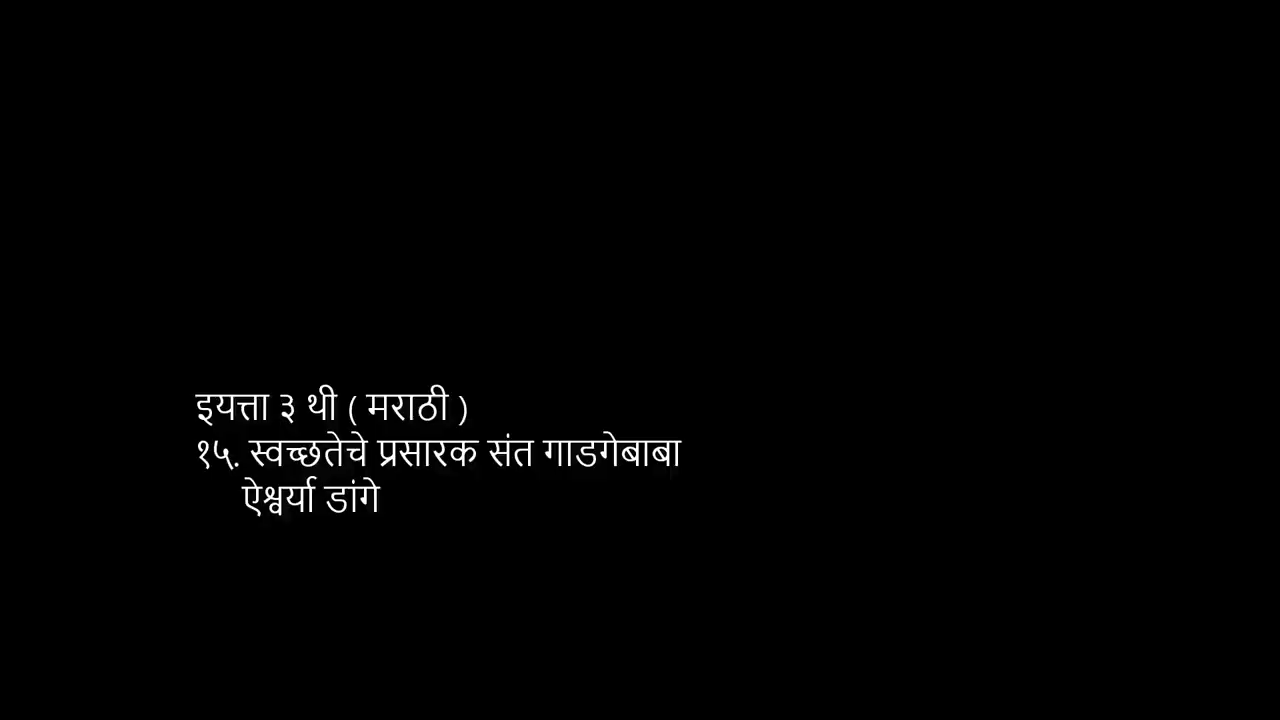 इयत्ता ३ थी ( मराठी )
१५. स्वच्छतेचे प्रसारक संत गाडगेबाबा
ऐश्वर्या डांगे